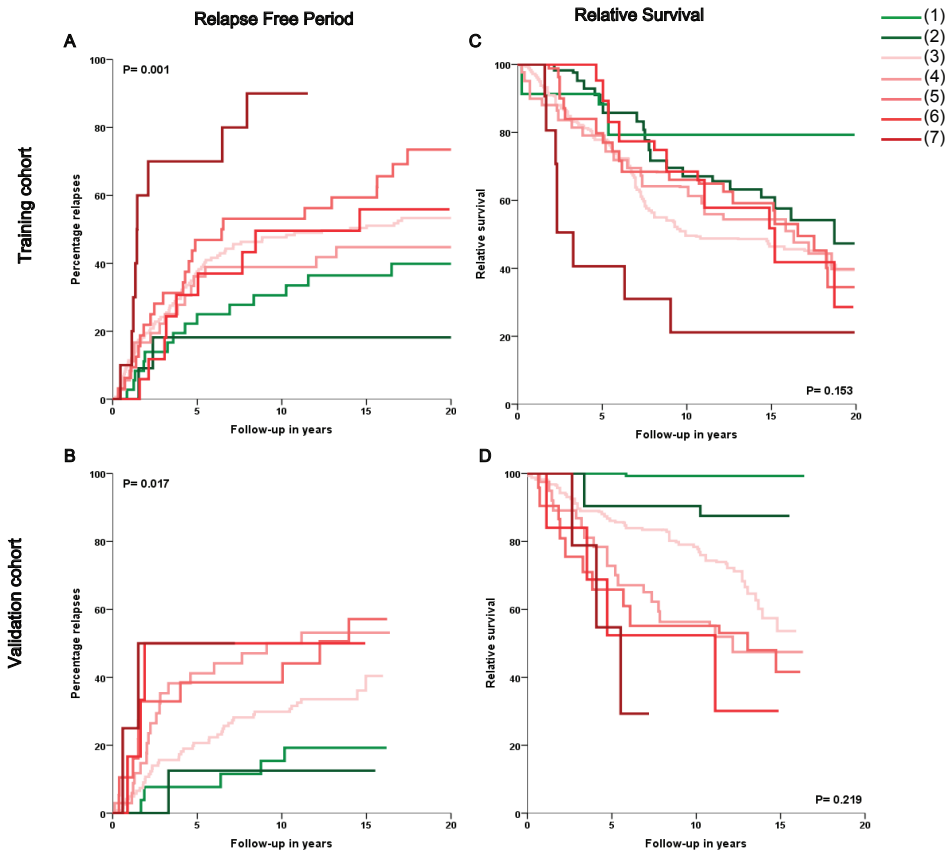 Relapse Free Period
Relative Survival
(1)
(2)
(3)
(4)
(5)
(6)
(7)
Training cohort
A
P= 0.001
Percentage relapses
100
80
60
40
20
0
0 5 10 15 20
Follow-up in years
C
P= 0.153
Relative survival
100
80
60
40
20
0
0 5 10 15 20
Follow-up in years
Validation cohort
B
P= 0.017
Percentage relapses
100
80
60
40
20
0
0 5 10 15 20
Follow-up in years
D
P= 0.219
Relative survival
100
80
60
40
20
0
0 5 10 15 20
Follow-up in years